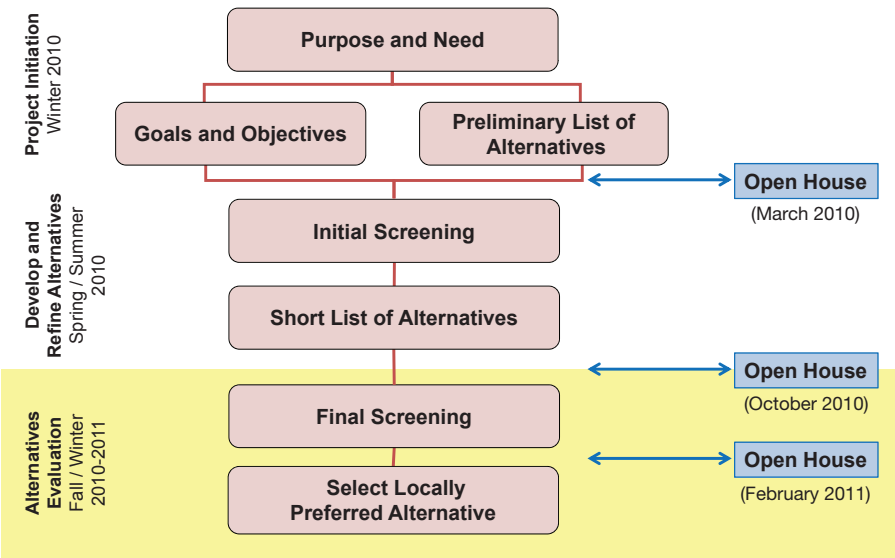 Project Initiation
Winter 2010
Purpose and Need
Goals and Objectives
Preliminary List of
Alternatives
Open House
(March 2010)
Develop and
Refine Alternatives
Spring / Summer
2010
Initial Screening
Short List of Alternatives
Open House
(October 2010)
Alternatives
Evaluation
Fall / Winter
2010-2011
Final Screening
Open House
(February 2011)
Select Locally
Preferred Alternative